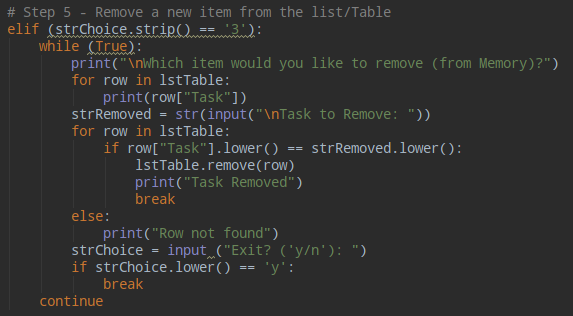 # Step 5 - Remove a new item from the list/Table
elif (strChoice.strip() == '3'):
    while (True):
        print("\nWhich item would you like to remove (from Memory)?")
        for row in lstTable:
            print(row["Task"])
        strRemoved = str(input("\nTask to Remove: "))
        for row in lstTable:
            if row["Task"].lower() == strRemoved.lower():
                lstTable.remove(row)
                print("Task Removed")
                break
        else:
            print("Row not found")
        strChoice = input ("Exit? ('y/n'): ")
        if strChoice.lower() == 'y':
            break
    continue